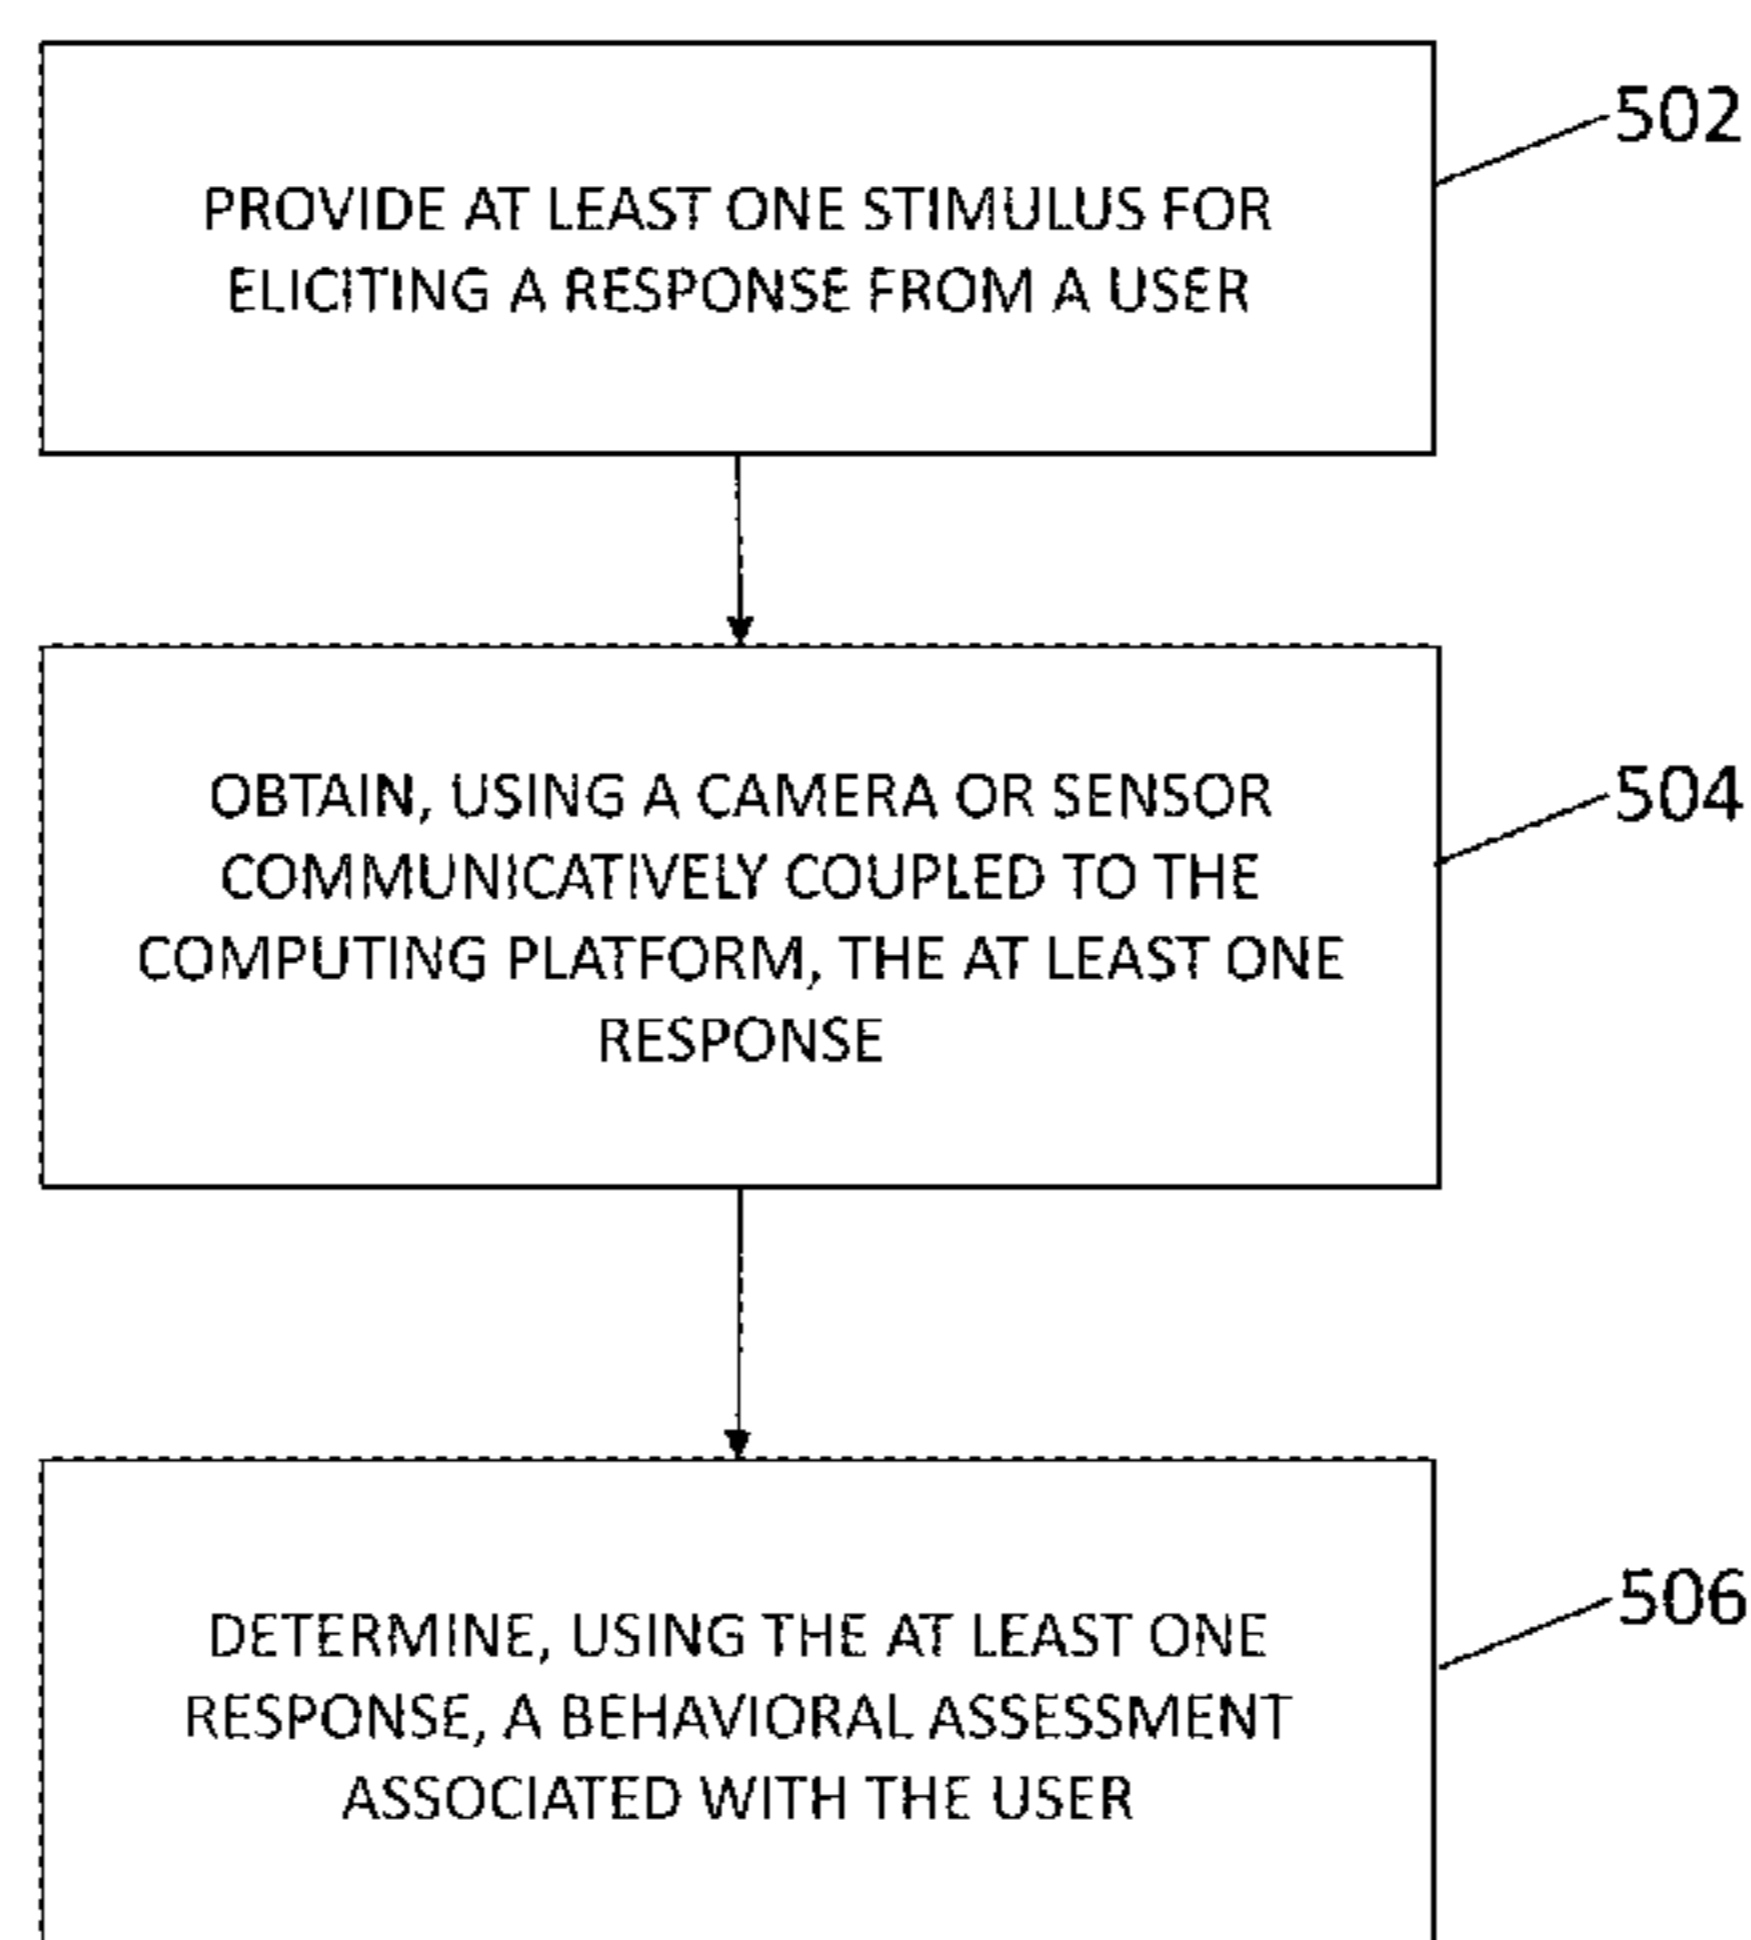 502
PROVIDE AT LEAST ONE STIMULUS FOR
ELICITING A RESPONSE FROM A USER
504
OBTAIN, USING A CAMERA OR SENSOR
COMMUNICATIVELY COUPLED TO THE
COMPUTING PLATFORM, THE AT LEAST ONE
RESPONSE
506
DETERMINE, USING THE AT LEAST ONE
RESPONSE, A BEHAVIORAL ASSESSMENT
ASSOCIATED WITH THE USER